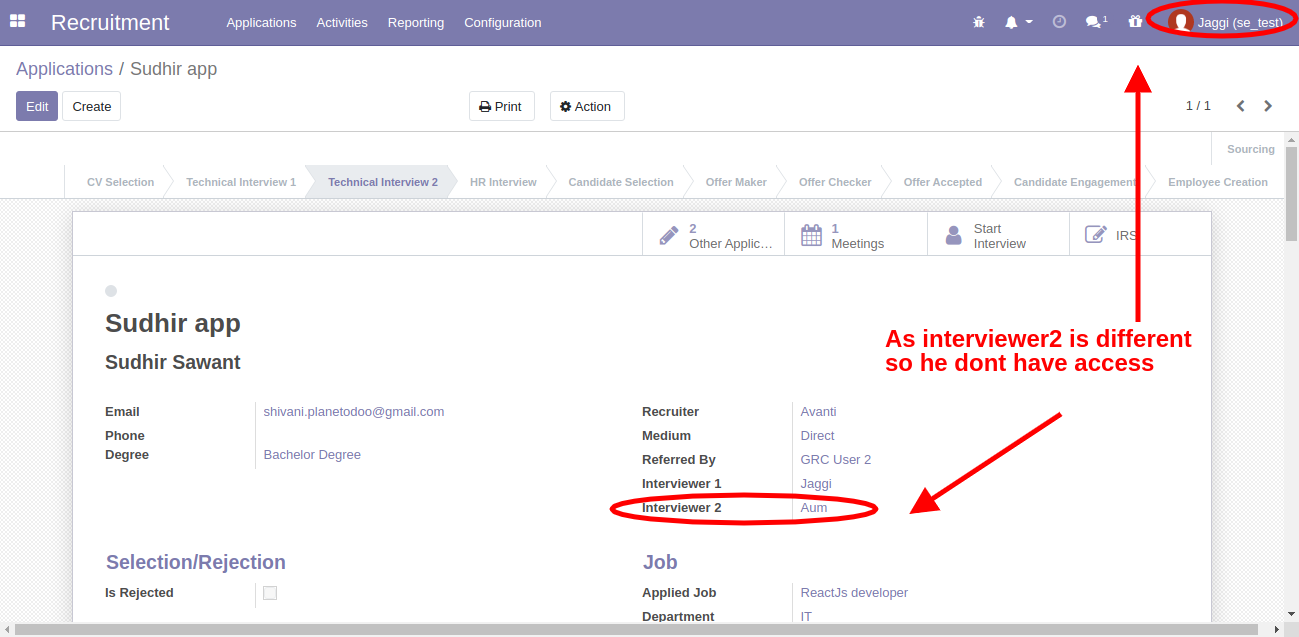 Recruitment Applications Activities Reporting Configuration 1 Jaggi (se_test)
Applications / Sudhir app
Edit Create Print Action 1 / 1
Sourcing
CV Selection Technical Interview 1 Technical Interview 2 HR Interview Candidate Selection Offer Maker Offer Checker Offer Accepted Candidate Engagement Employee Creation
2 Other Applic...
1 Meetings
Start Interview
IRS
Sudhir app
Sudhir Sawant
As interviewer2 is different
so he dont have access
Email shivani.planetodoo@gmail.com
Phone
Degree Bachelor Degree
Recruiter Avanti
Medium Direct
Referred By GRC User 2
Interviewer 1 Jaggi
Interviewer 2 Aum
Selection/Rejection
Is Rejected
Job
Applied Job ReactJs developer
Department IT